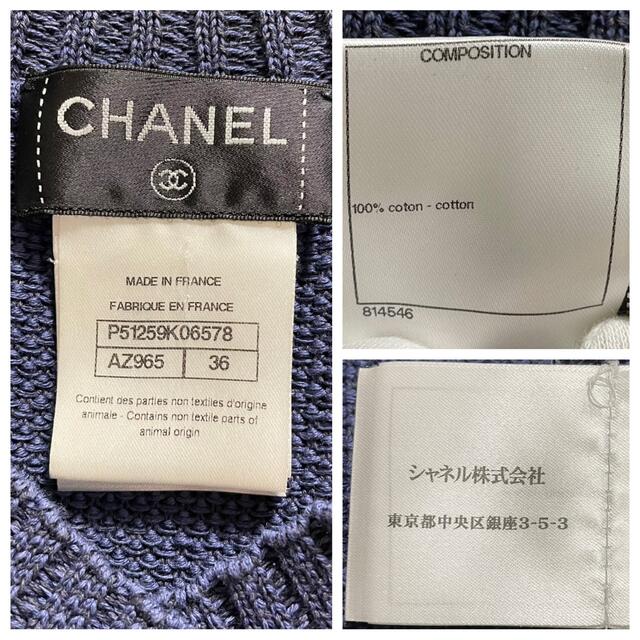 CHANEL
MADE IN FRANCE
FABRIQUE EN FRANCE
P51259K06578
AZ965 36
Contient des parties non textiles d'origine
animale - Contains non textile parts of
animal origin
COMPOSITION
100% coton - cotton
814546
シャネル株式会社
東京都中央区銀座3-5-3